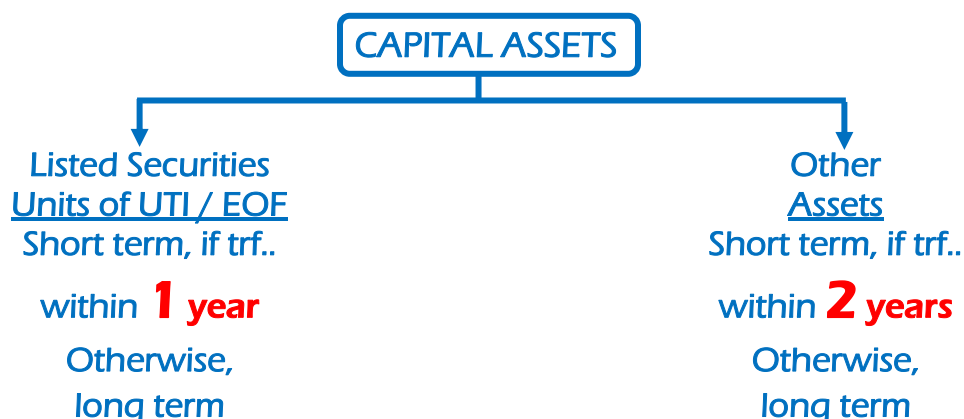 CAPITAL ASSETS
Listed Securities
Units of UTI / EOF
Short term, if trf..
within 1 year
Otherwise,
long term
Other
Assets
Short term, if trf..
within 2 years
Otherwise,
long term